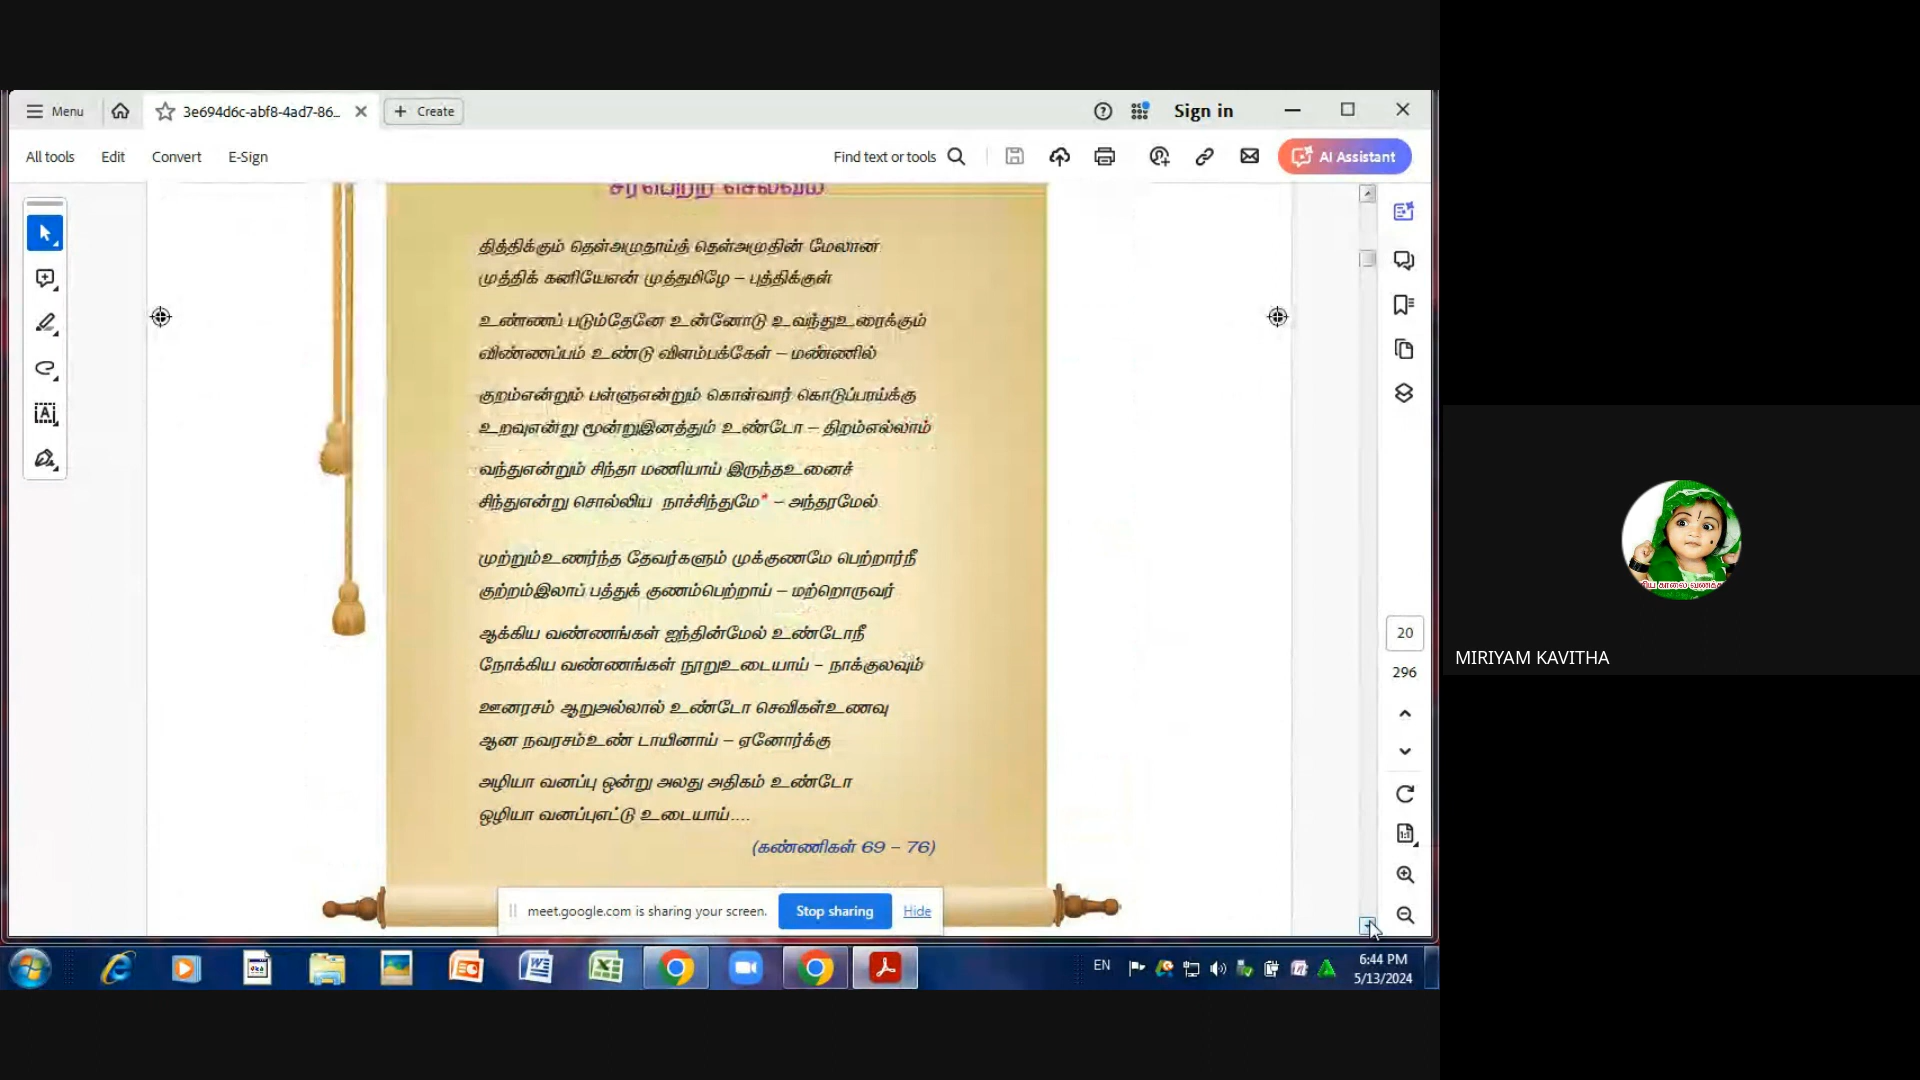 Menu
3e694d6c-abf8-4ad7-86...
Create
Sign in
All tools
Edit
Convert
E-Sign
Find text or tools
AI Assistant
சீர்பெற்ற செல்வம்
தித்திக்கும் தெள்அமுதாய்த் தெள்அமுதின் மேலான
முத்திக் கனியேஎன் முத்தமிழே – புத்திக்குள்
உண்ணப் படும்தேனே உன்னோடு உவந்துஉரைக்கும்
விண்ணப்பம் உண்டு விளம்பக்கேள் – மண்ணில்
குறம்என்றும் பள்ளுஎன்றும் கொள்வார் கொடுப்பாய்க்கு
உறவுஎன்று மூன்றுஇனத்தும் உண்டோ – திறம்எல்லாம்
வந்துஎன்றும் சிந்தா மணியாய் இருந்தஉனைச்
சிந்துஎன்று சொல்லிய நாச்சிந்துமே* – அந்தரமேல்
முற்றும்உணர்ந்த தேவர்களும் முக்குணமே பெற்றார்நீ
குற்றம்இலாப் பத்துக் குணம்பெற்றாய் – மற்றொருவர்
ஆக்கிய வண்ணங்கள் ஐந்தின்மேல் உண்டோநீ
நோக்கிய வண்ணங்கள் நூறுஉடையாய் – நாக்குலவும்
ஊனரசம் ஆறுஅல்லால் உண்டோ செவிகள்உணவு
ஆன நவரசம்உண் டாயினாய் – ஏனோர்க்கு
அழியா வனப்பு ஒன்று அலது அதிகம் உண்டோ
ஒழியா வனப்புஎட்டு உடையாய்....
(கண்ணிகள் 69 – 76)
20
296
meet.google.com is sharing your screen.
Stop sharing
Hide
EN
6:44 PM
5/13/2024
MIRIYAM KAVITHA